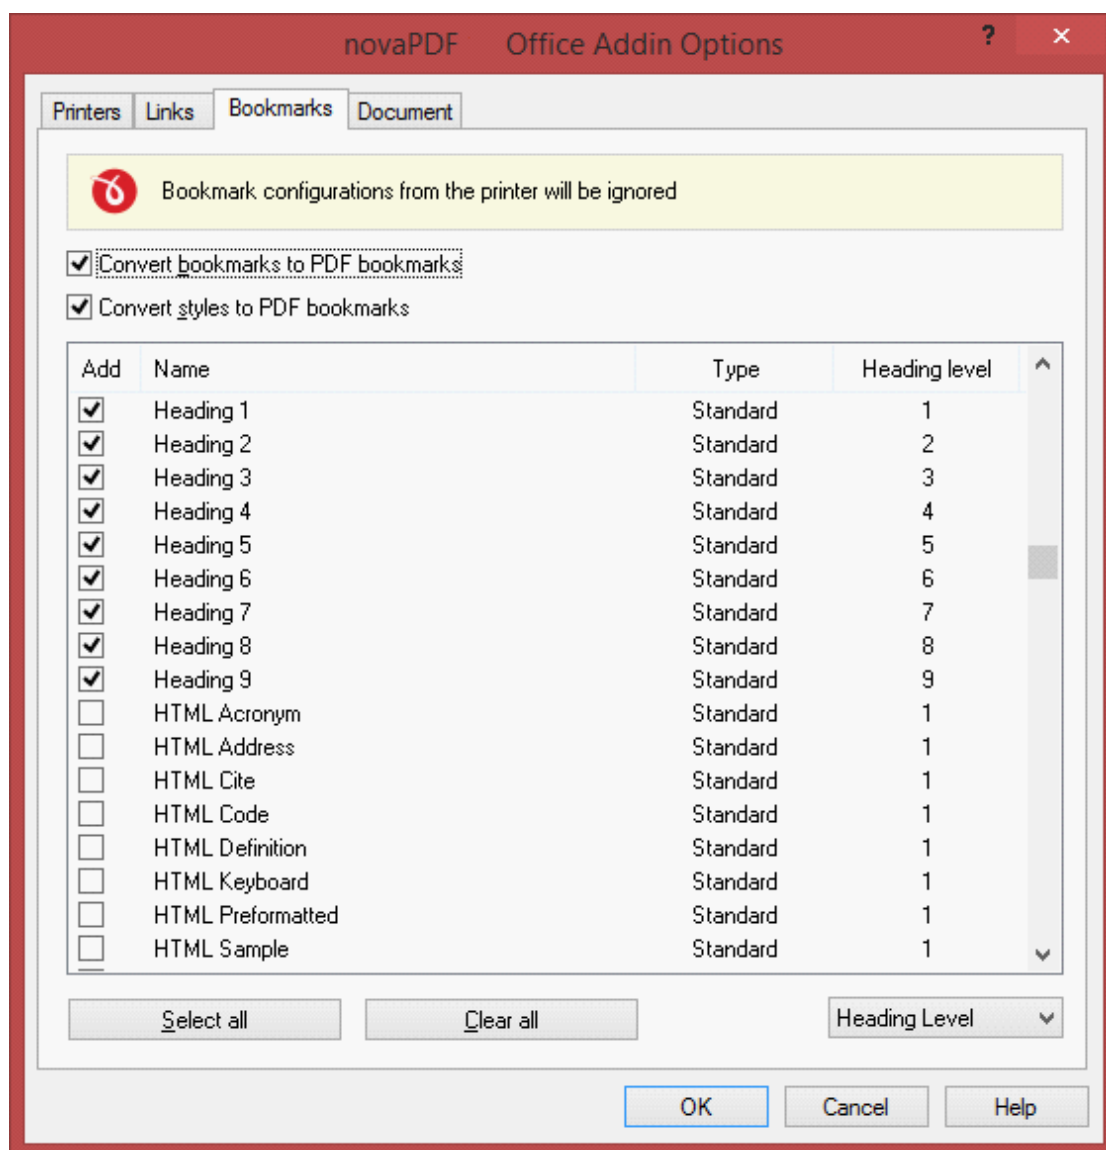 novaPDF Office Addin Options ? ×
Printers Links Bookmarks Document
Bookmark configurations from the printer will be ignored
Convert bookmarks to PDF bookmarks
Convert styles to PDF bookmarks
Add Name Type Heading level
Heading 1 Standard 1
Heading 2 Standard 2
Heading 3 Standard 3
Heading 4 Standard 4
Heading 5 Standard 5
Heading 6 Standard 6
Heading 7 Standard 7
Heading 8 Standard 8
Heading 9 Standard 9
HTML Acronym Standard 1
HTML Address Standard 1
HTML Cite Standard 1
HTML Code Standard 1
HTML Definition Standard 1
HTML Keyboard Standard 1
HTML Preformatted Standard 1
HTML Sample Standard 1
Select all Clear all Heading Level
OK Cancel Help